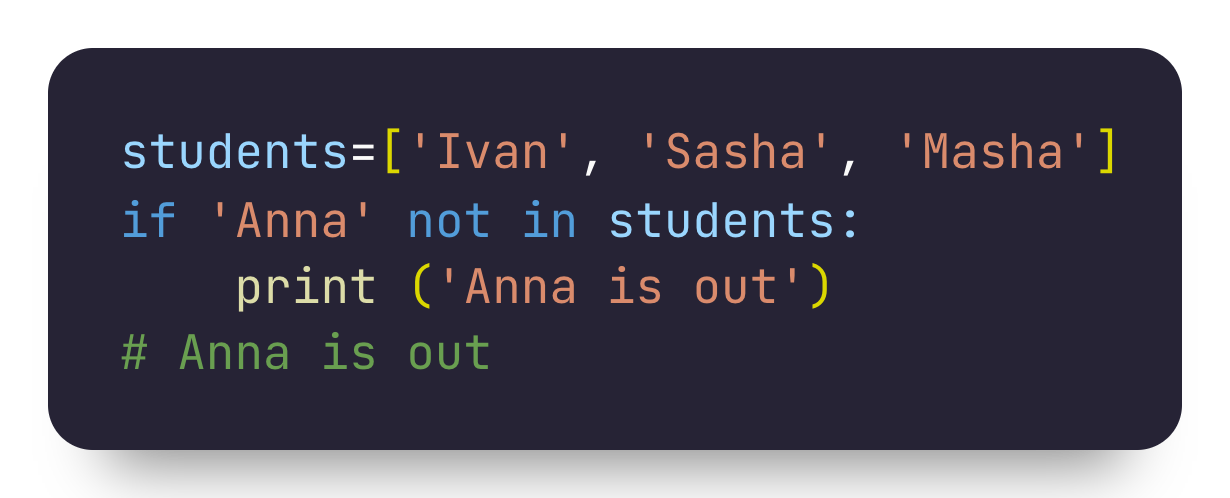 students=['Ivan', 'Sasha', 'Masha']
if 'Anna' not in students:
    print ('Anna is out')
# Anna is out